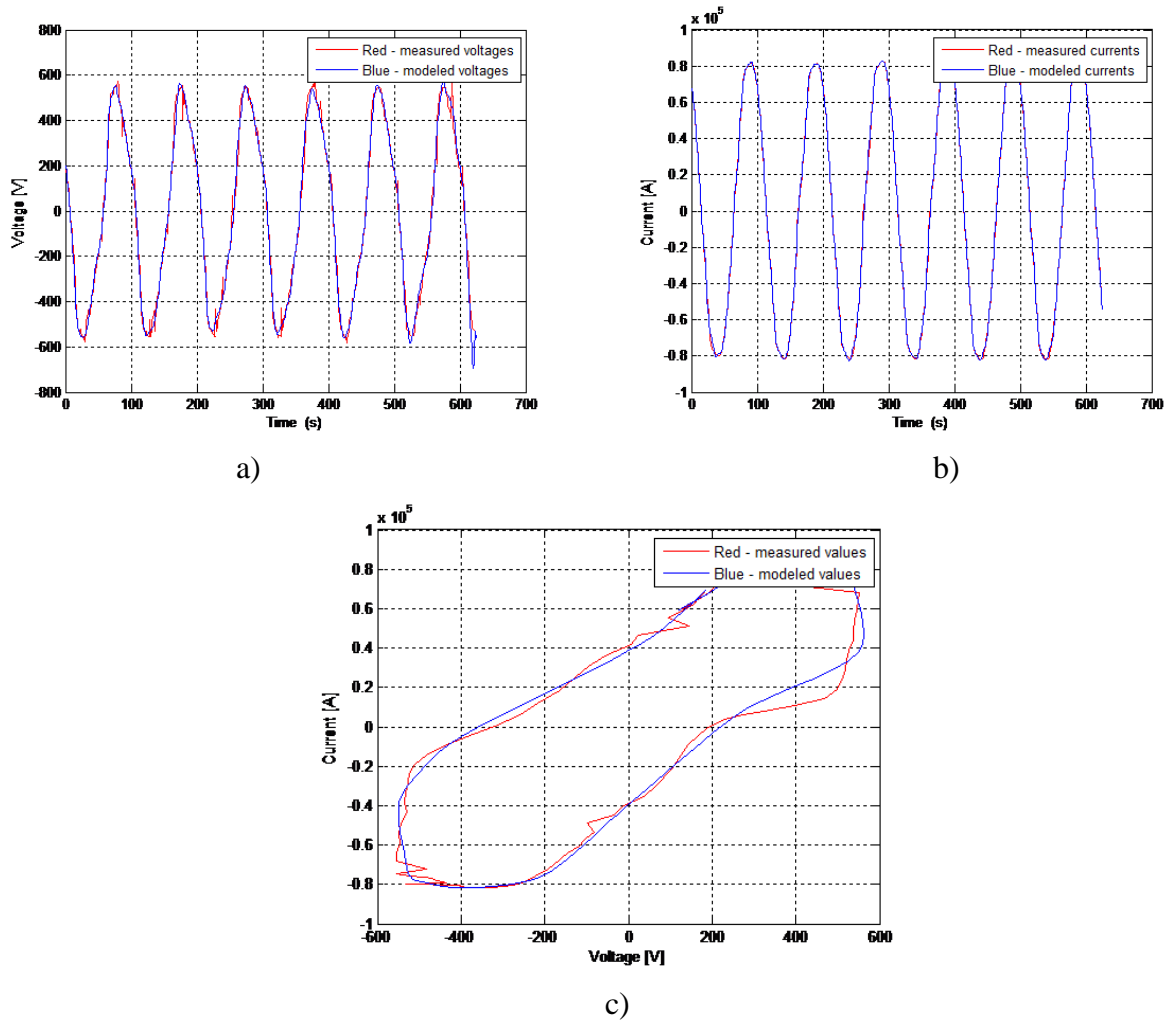 800
600
400
200
0
-200
-400
-600
-800
0 100 200 300 400 500 600 700
Voltage [V]
Time (s)
Red - measured voltages
Blue - modeled voltages
a)
x 10^5
1
0.8
0.6
0.4
0.2
0
-0.2
-0.4
-0.6
-0.8
-1
0 100 200 300 400 500 600 700
Current [A]
Time (s)
Red - measured currents
Blue - modeled currents
b)
x 10^5
1
0.8
0.6
0.4
0.2
0
-0.2
-0.4
-0.6
-0.8
-1
-600 -400 -200 0 200 400 600
Current [A]
Voltage [V]
Red - measured values
Blue - modeled values
c)